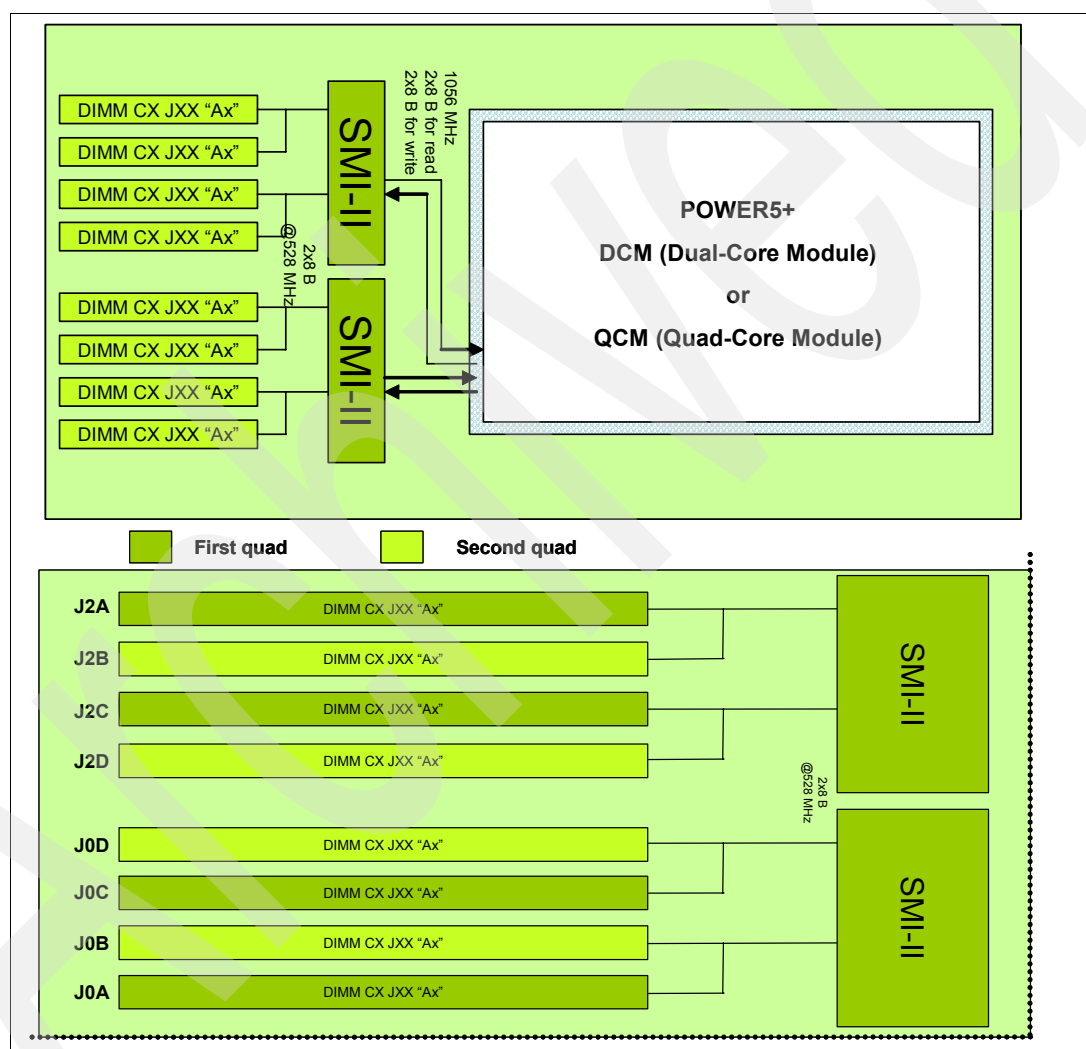 1056 MHz
2x8 B for read
2x8 B for write
DIMM CX JXX “Ax”
DIMM CX JXX “Ax”
DIMM CX JXX “Ax”
DIMM CX JXX “Ax”
SMI-II
2x8 B
@528 MHz
DIMM CX JXX “Ax”
DIMM CX JXX “Ax”
DIMM CX JXX “Ax”
DIMM CX JXX “Ax”
SMI-II
POWER5+
DCM (Dual-Core Module)
or
QCM (Quad-Core Module)
First quad
Second quad
J2A DIMM CX JXX “Ax”
J2B DIMM CX JXX “Ax”
J2C DIMM CX JXX “Ax”
J2D DIMM CX JXX “Ax”
SMI-II
2x8 B
@528 MHz
J0D DIMM CX JXX “Ax”
J0C DIMM CX JXX “Ax”
J0B DIMM CX JXX “Ax”
J0A DIMM CX JXX “Ax”
SMI-II